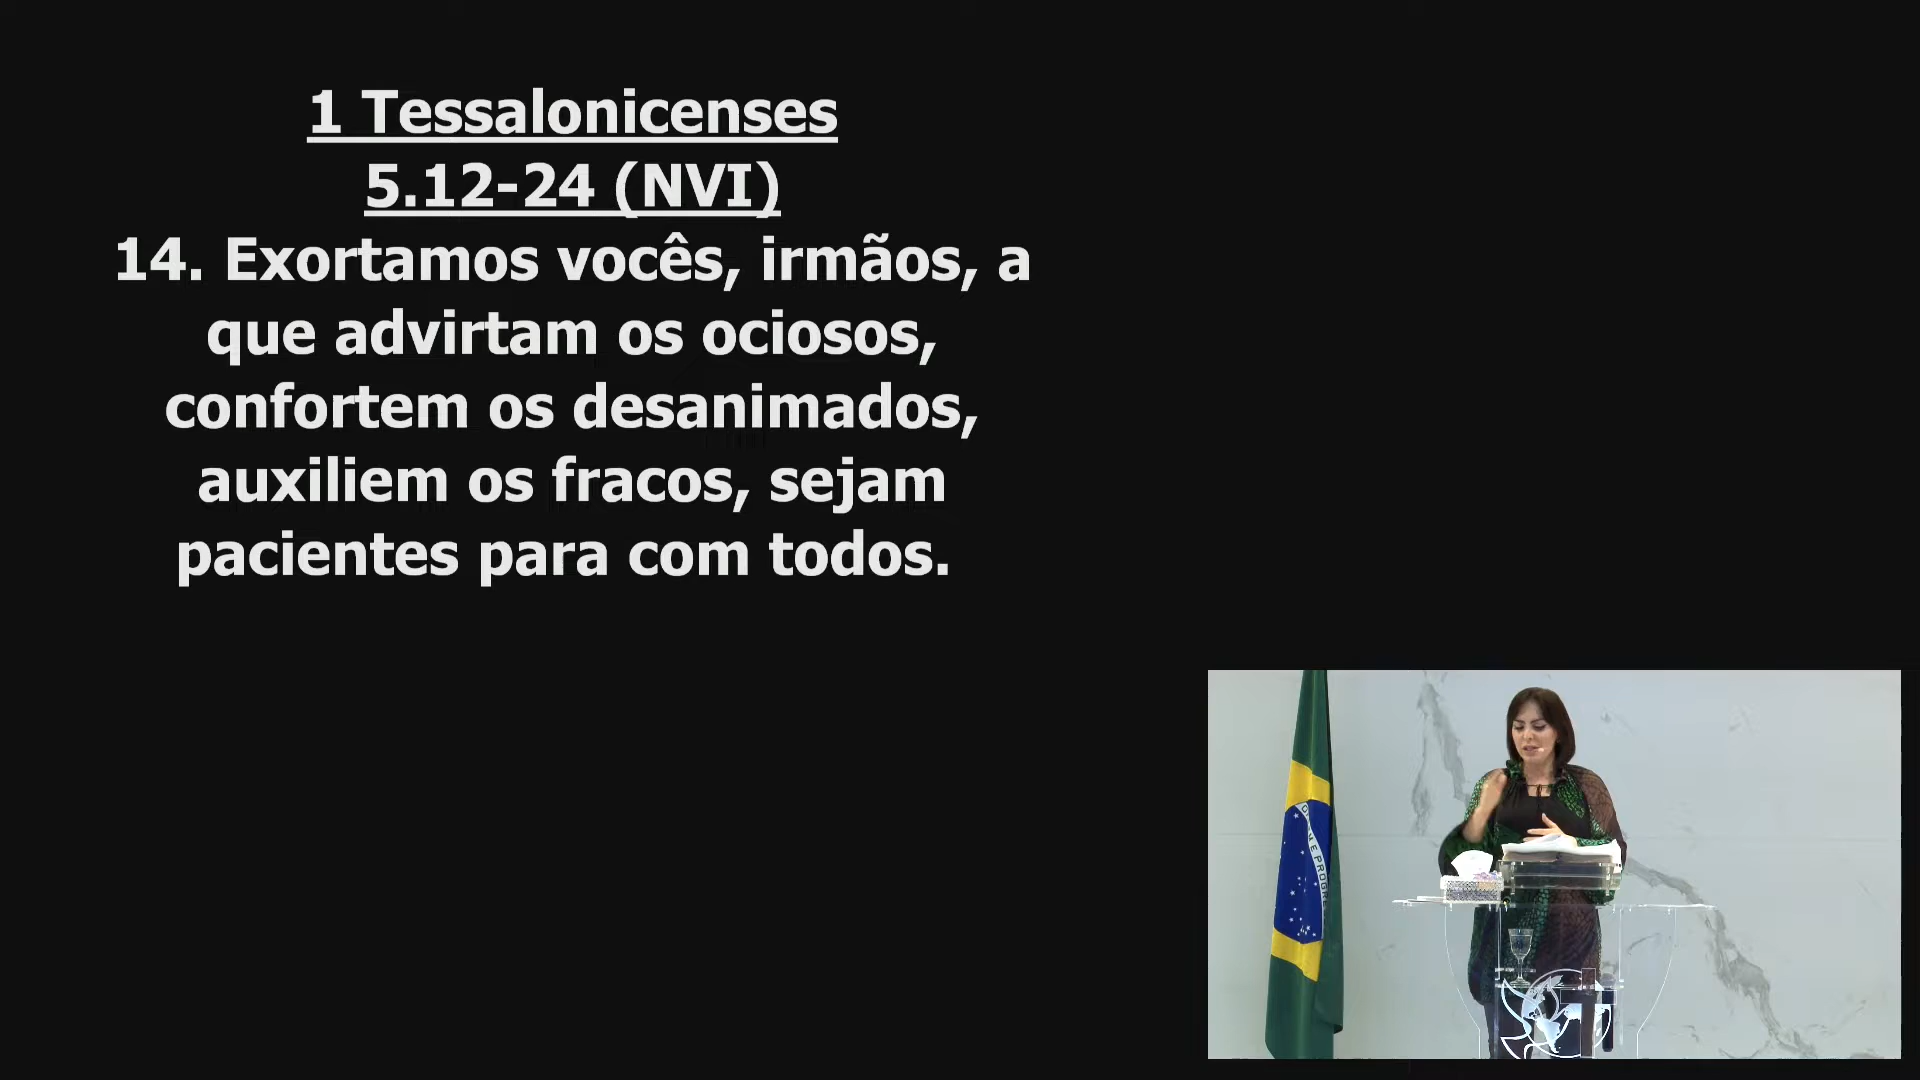 1 Tessalonicenses
5.12-24 (NVI)
14. Exortamos vocês, irmãos, a
que advirtam os ociosos,
confortem os desanimados,
auxiliem os fracos, sejam
pacientes para com todos.